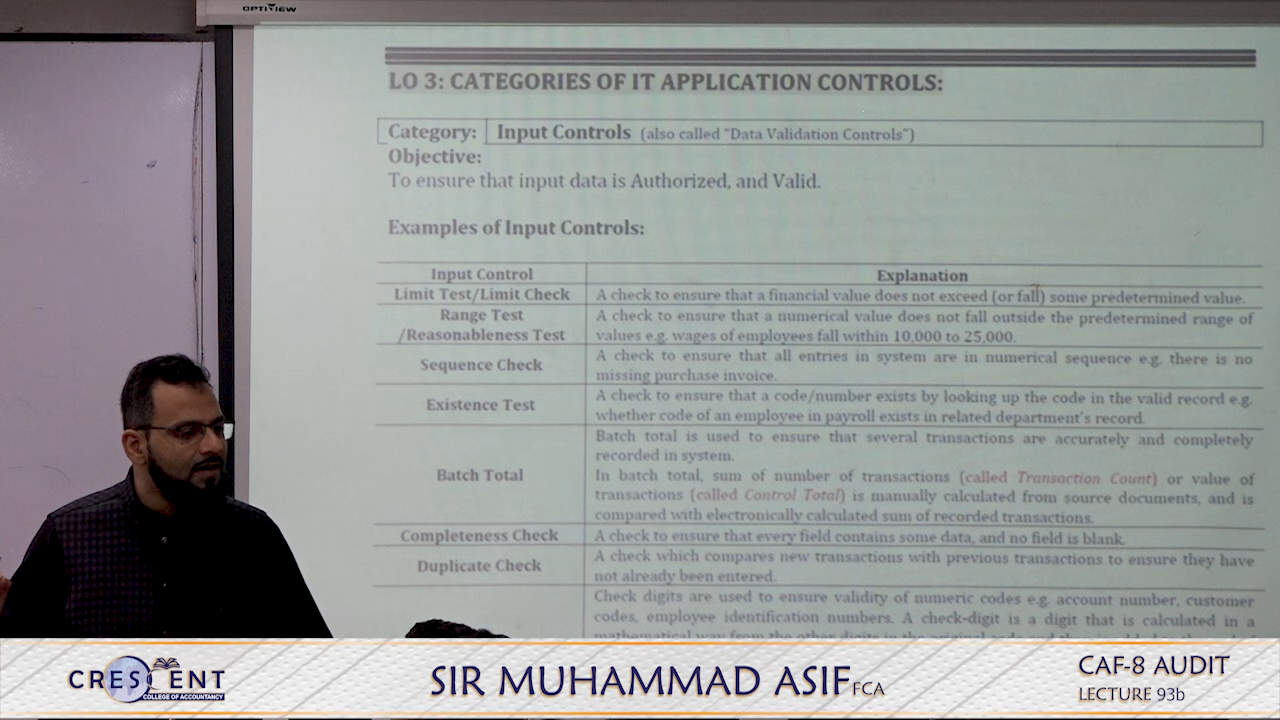 OPTIVIEW
LO 3: CATEGORIES OF IT APPLICATION CONTROLS:
Category: Input Controls (also called "Data Validation Controls")
Objective:
To ensure that input data is Authorized, and Valid.
Examples of Input Controls:
Input Control Explanation
Limit Test/Limit Check A check to ensure that a financial value does not exceed (or fall) some predetermined value.
Range Test A check to ensure that a numerical value does not fall outside the predetermined range of
/Reasonableness Test values e.g. wages of employees fall within 10,000 to 25,000.
Sequence Check A check to ensure that all entries in system are in numerical sequence e.g. there is no
missing purchase invoice.
Existence Test A check to ensure that a code/number exists by looking up the code in the valid record e.g.
whether code of an employee in payroll exists in related department's record.
Batch total is used to ensure that several transactions are accurately and completely
recorded in system.
Batch Total In batch total, sum of number of transactions (called Transaction Count) or value of
transactions (called Control Total) is manually calculated from source documents, and is
compared with electronically calculated sum of recorded transactions.
Completeness Check A check to ensure that every field contains some data, and no field is blank.
Duplicate Check A check which compares new transactions with previous transactions to ensure they have
not already been entered.
Check digits are used to ensure validity of numeric codes e.g. account number, customer
codes, employee identification numbers. A check-digit is a digit that is calculated in a
mathematical way from the other digits in the original code
CRESCENT
COLLEGE OF ACCOUNTANCY
SIR MUHAMMAD ASIF FCA
CAF-8 AUDIT
LECTURE 93b